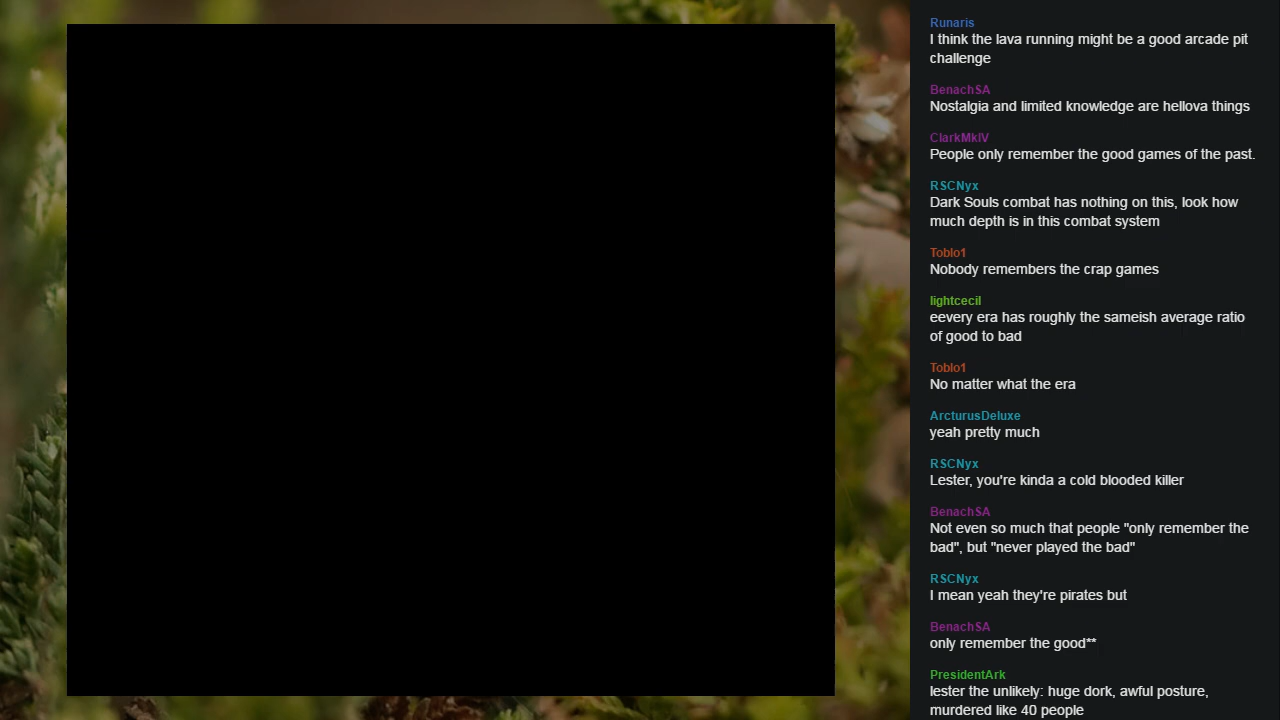 Runaris
I think the lava running might be a good arcade pit
challenge
BenachSA
Nostalgia and limited knowledge are hellova things
ClarkMkIV
People only remember the good games of the past.
RSCNyx
Dark Souls combat has nothing on this, look how
much depth is in this combat system
Toblo1
Nobody remembers the crap games
lightcecil
eevery era has roughly the sameish average ratio
of good to bad
Toblo1
No matter what the era
ArcturusDeluxe
yeah pretty much
RSCNyx
Lester, you're kinda a cold blooded killer
BenachSA
Not even so much that people "only remember the
bad", but "never played the bad"
RSCNyx
I mean yeah they're pirates but
BenachSA
only remember the good**
PresidentArk
lester the unlikely: huge dork, awful posture,
murdered like 40 people